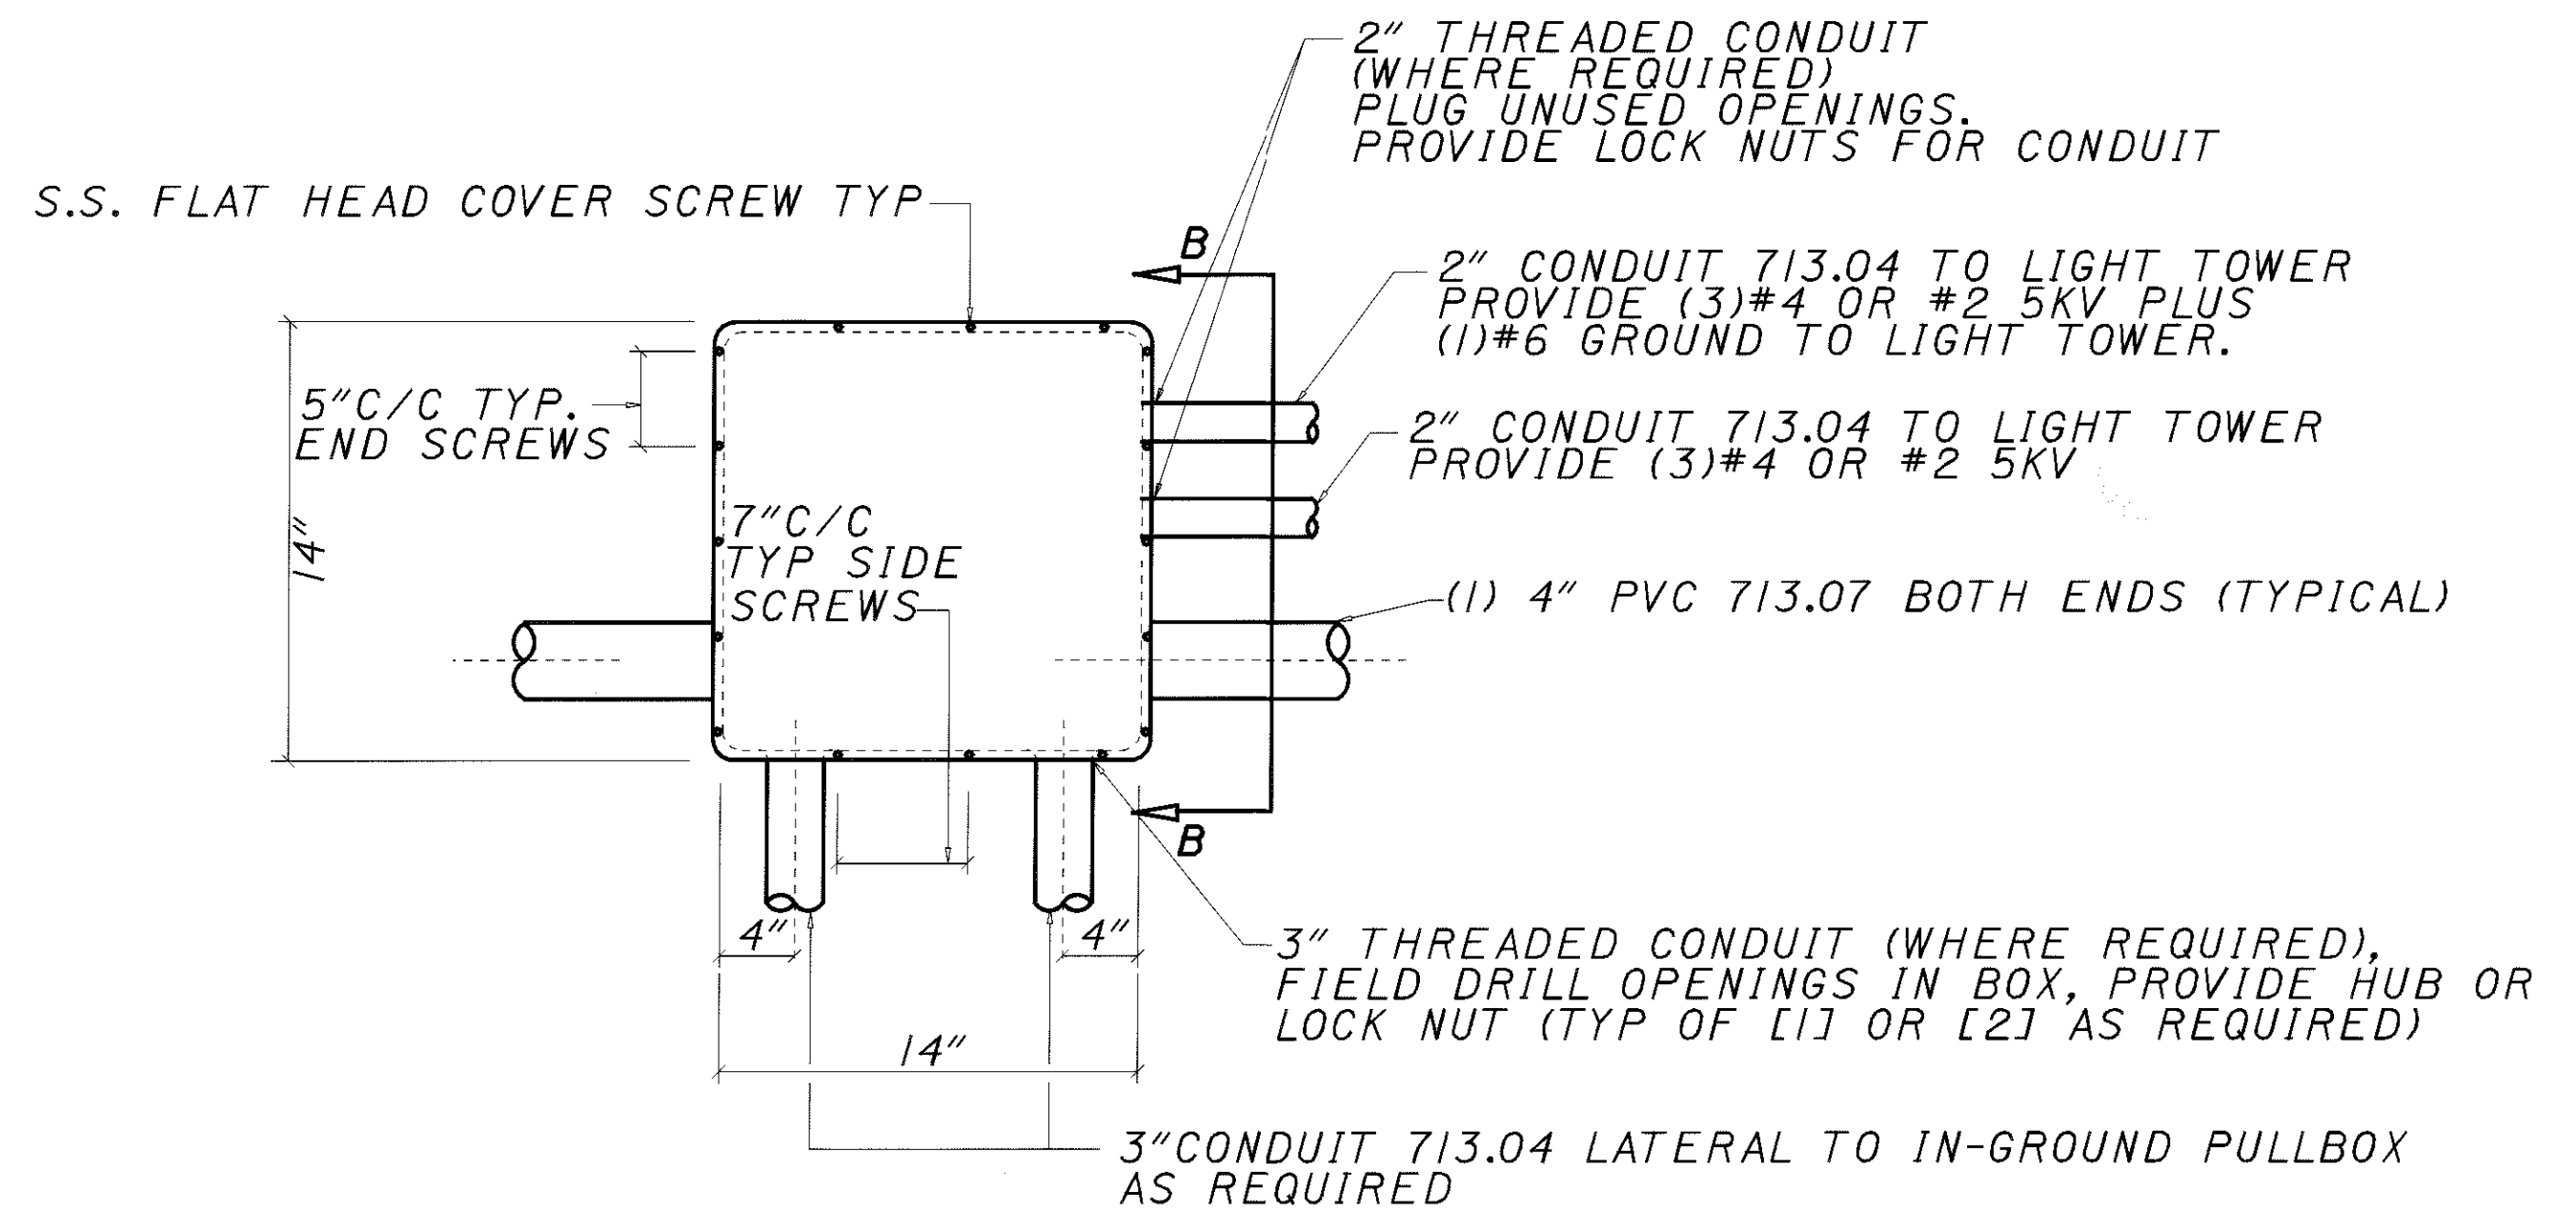 2" THREADED CONDUIT
(WHERE REQUIRED)
PLUG UNUSED OPENINGS.
PROVIDE LOCK NUTS FOR CONDUIT
S.S. FLAT HEAD COVER SCREW TYP
B
2" CONDUIT 713.04 TO LIGHT TOWER
PROVIDE (3)#4 OR #2 5KV PLUS
(1)#6 GROUND TO LIGHT TOWER.
5"C/C TYP.
END SCREWS
2" CONDUIT 713.04 TO LIGHT TOWER
PROVIDE (3)#4 OR #2 5KV
14"
7"C/C
TYP SIDE
SCREWS
(1) 4" PVC 713.07 BOTH ENDS (TYPICAL)
B
4"
4"
3" THREADED CONDUIT (WHERE REQUIRED),
FIELD DRILL OPENINGS IN BOX, PROVIDE HUB OR
LOCK NUT (TYP OF [1] OR [2] AS REQUIRED)
14"
3"CONDUIT 713.04 LATERAL TO IN-GROUND PULLBOX
AS REQUIRED